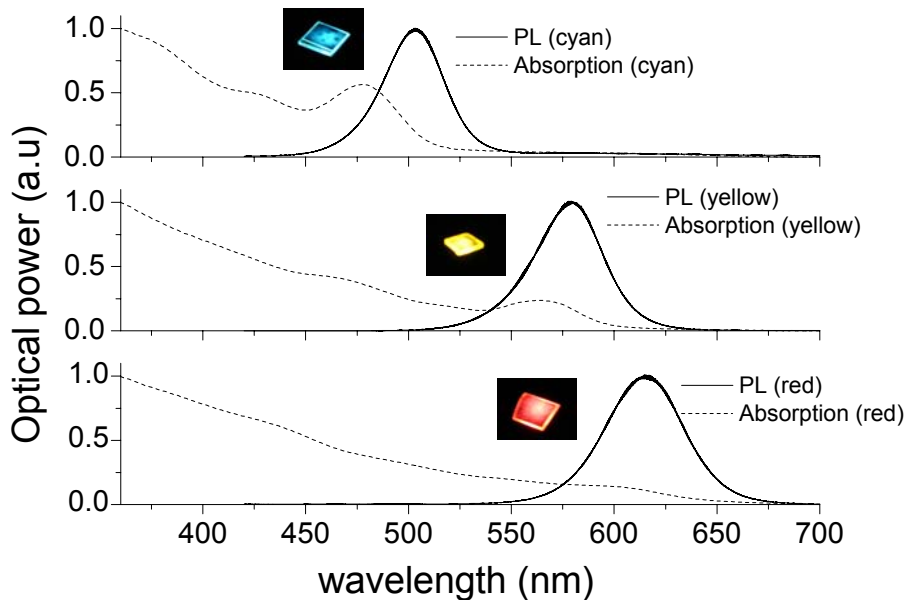 Optical power (a.u)
1.0
0.5
0.0
PL (cyan)
Absorption (cyan)
1.0
0.5
0.0
PL (yellow)
Absorption (yellow)
1.0
0.5
0.0
PL (red)
Absorption (red)
400 450 500 550 600 650 700
wavelength (nm)